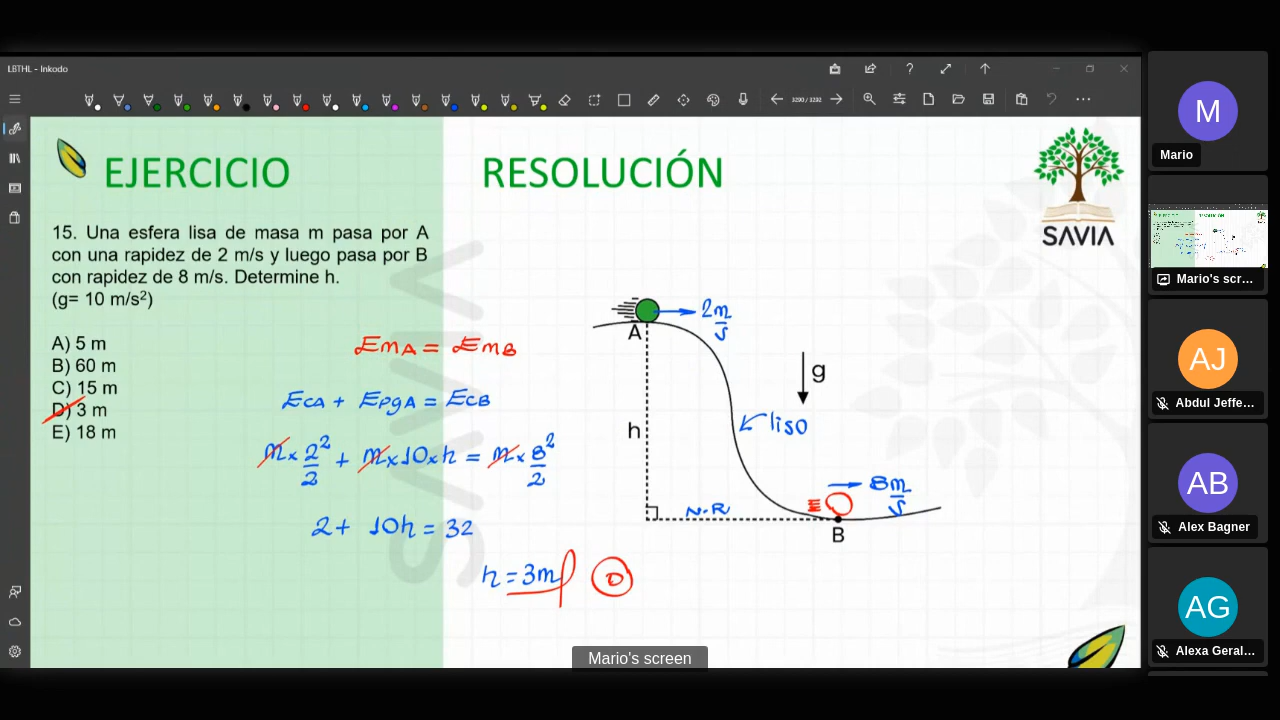 LBTHL - Inkodo
3290 / 3292
EJERCICIO
RESOLUCIÓN
SAVIA
15. Una esfera lisa de masa m pasa por A
con una rapidez de 2 m/s y luego pasa por B
con rapidez de 8 m/s. Determine h.
(g= 10 m/s²)
A) 5 m
B) 60 m
C) 15 m
D) 3 m
E) 18 m
EmA = EmB
EcA + EpgA = EcB
m x 2²/2 + m x 10 x h = m x 8²/2
2 + 10h = 32
h = 3m D
A
2m/s
g
h
liso
N.R
8m/s
B
SAVIA
Mario's screen
M
Mario
Mario's scr...
AJ
Abdul Jeffe...
AB
Alex Bagner
AG
Alexa Geral...